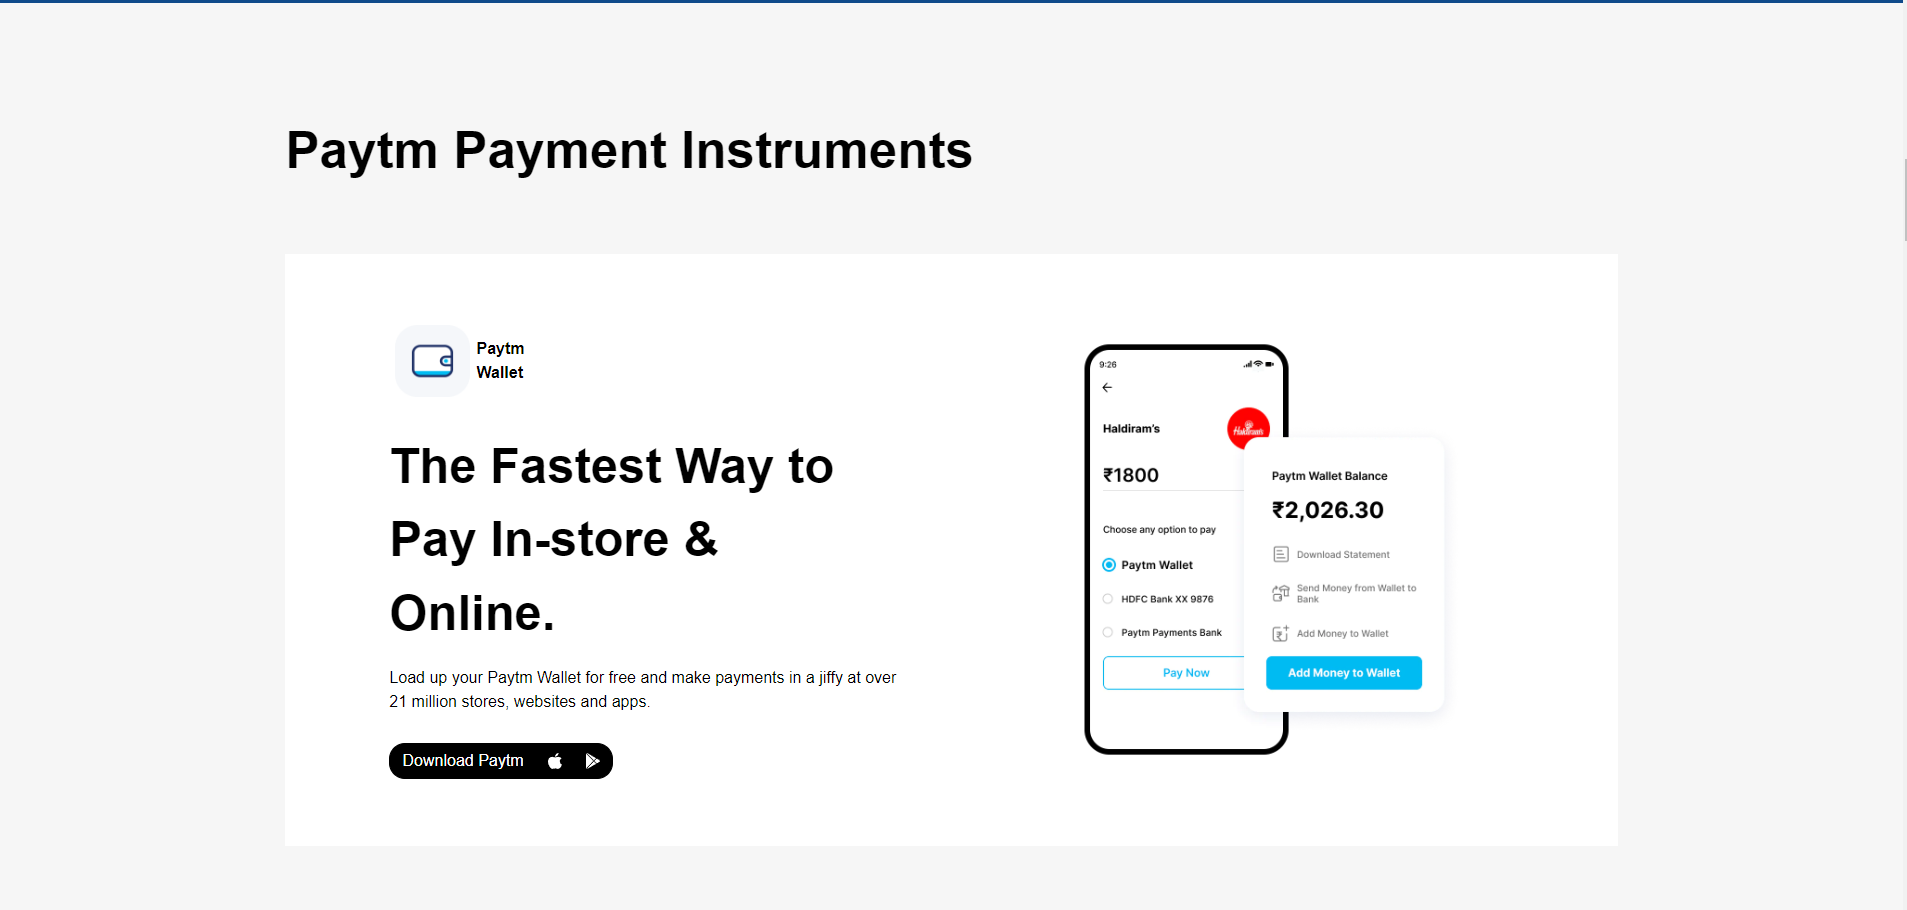 Paytm Payment Instruments
Paytm
Wallet
The Fastest Way to
Pay In-store &
Online.
Load up your Paytm Wallet for free and make payments in a jiffy at over
21 million stores, websites and apps.
Download Paytm
9:26
Haldiram's
Haldiram's
₹1800
Choose any option to pay
Paytm Wallet
HDFC Bank XX 9876
Paytm Payments Bank
Pay Now
Paytm Wallet Balance
₹2,026.30
Download Statement
Send Money from Wallet to
Bank
Add Money to Wallet
Add Money to Wallet